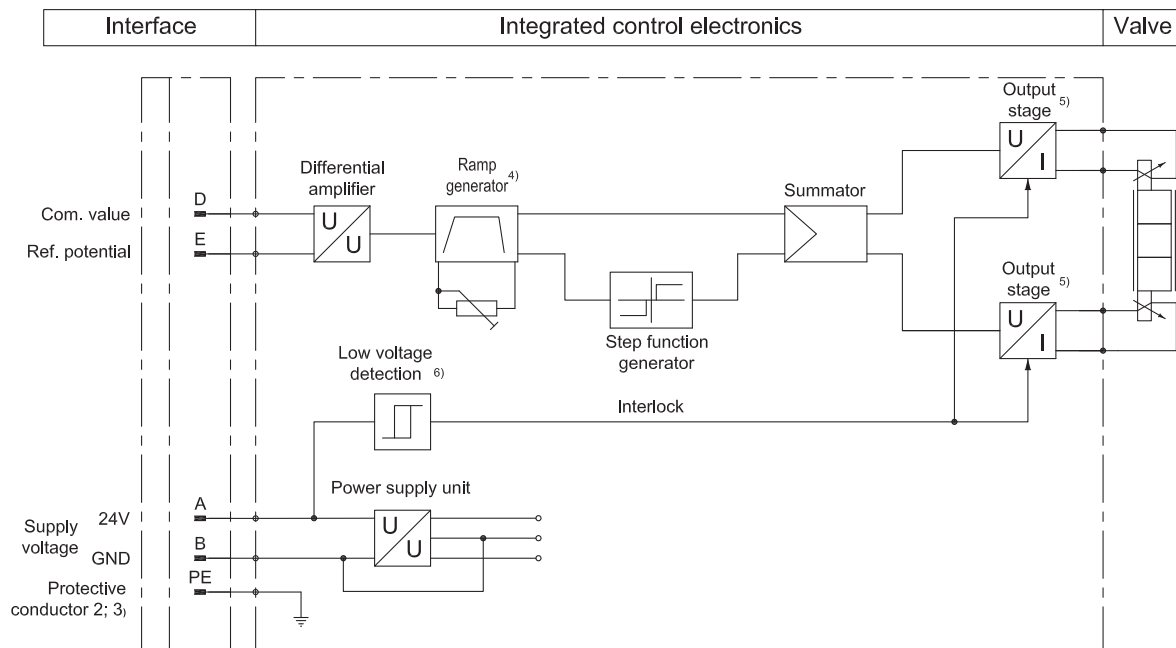 Interface
Integrated control electronics
Valve
Output
stage 5)
U
I
Differential
amplifier
Ramp
generator 4)
Summator
Com. value
D
U
U
Ref. potential
E
Output
stage 5)
U
I
Step function
generator
Low voltage
detection 6)
Interlock
Power supply unit
Supply
voltage
24V
A
U
U
GND
B
Protective
conductor 2; 3)
PE